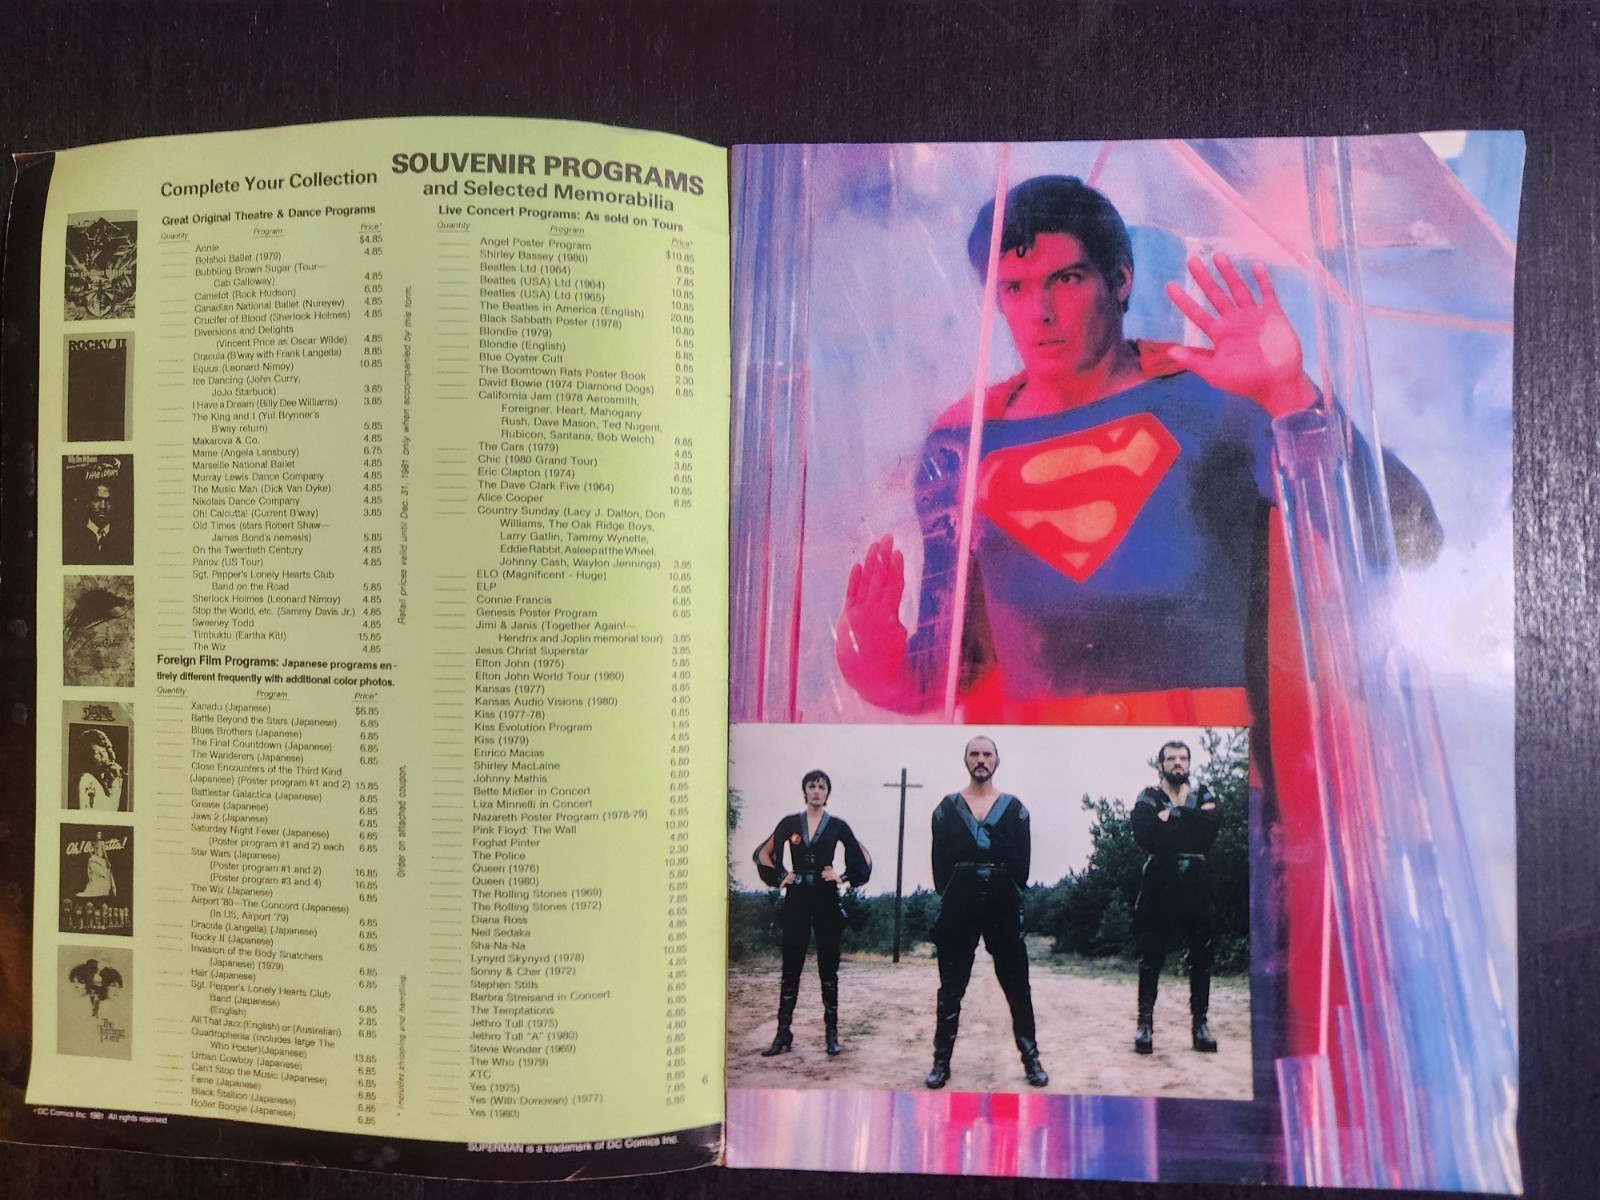 Complete Your Collection
SOUVENIR PROGRAMS
and Selected Memorabilia
Great Original Theatre & Dance Programs
Quantity Program Price*
Annie $4.85
Bolshoi Ballet (1979) 4.85
Bubbling Brown Sugar (Tour—
Cab Calloway) 4.85
Camelot (Rock Hudson) 6.85
Canadian National Ballet (Nureyev) 4.85
Crucifer of Blood (Sherlock Holmes) 4.85
Diversions and Delights
(Vincent Price as Oscar Wilde) 4.85
Dracula (B'way with Frank Langella) 8.85
Equus (Leonard Nimoy) 10.85
Ice Dancing (John Curry,
JoJo Starbuck) 3.85
I Have a Dream (Billy Dee Williams) 3.85
The King and I (Yul Brynner's
B'way return) 5.85
Makarova & Co. 4.85
Mame (Angela Lansbury) 6.75
Marseille National Ballet 4.85
Murray Lewis Dance Company 4.85
The Music Man (Dick Van Dyke) 4.85
Nikolais Dance Company 4.85
Oh! Calcutta! (Current B'way) 3.85
Old Times (stars Robert Shaw—
James Bond's nemesis) 5.85
On the Twentieth Century 4.85
Panov (US Tour) 4.85
Sgt. Pepper's Lonely Hearts Club
Band on the Road 5.85
Sherlock Holmes (Leonard Nimoy) 4.85
Stop the World, etc. (Sammy Davis Jr.) 4.85
Sweeney Todd 4.85
Timbuktu (Eartha Kitt) 15.85
The Wiz 4.85
Foreign Film Programs: Japanese programs en-
tirely different frequently with additional color photos.
Quantity Program Price*
Xanadu (Japanese) $6.85
Battle Beyond the Stars (Japanese) 6.85
Blues Brothers (Japanese) 6.85
The Final Countdown (Japanese) 6.85
The Wanderers (Japanese) 6.85
Close Encounters of the Third Kind
(Japanese) (Poster program #1 and 2) 15.85
Battlestar Galactica (Japanese) 8.85
Grease (Japanese) 6.85
Jaws 2 (Japanese) 6.85
Saturday Night Fever (Japanese) 6.85
(Poster program #1 and 2) each 6.85
Star Wars (Japanese)
(Poster program #1 and 2) 16.85
(Poster program #3 and 4) 16.85
The Wiz (Japanese) 6.85
Airport '80—The Concord (Japanese)
(in US, Airport '79) 6.85
Dracula (Langella) (Japanese) 6.85
Rocky II (Japanese) 6.85
Invasion of the Body Snatchers
(Japanese) (1979) 6.85
Hair (Japanese) 6.85
Sgt. Pepper's Lonely Hearts Club
Band (Japanese) 6.85
(English) 2.85
All That Jazz (English) or (Australian) 6.85
Quadrophenia (includes large The
Who Poster)(Japanese) 13.85
Urban Cowboy (Japanese) 6.85
Can't Stop the Music (Japanese) 6.85
Fame (Japanese) 6.85
Black Stallion (Japanese) 6.85
Roller Boogie (Japanese) 6.85
Retail prices valid until Dec. 31, 1981 only when accompanied by this form.
Order on attached coupon.
* Includes shipping and handling.
Live Concert Programs: As sold on Tours
Quantity Program Price*
Angel Poster Program $10.85
Shirley Bassey (1980) 6.85
Beatles Ltd (1964) 7.85
Beatles (USA) Ltd (1964) 10.85
Beatles (USA) Ltd (1965) 10.85
The Beatles in America (English) 20.85
Black Sabbath Poster (1978) 10.80
Blondie (1979) 5.85
Blondie (English) 6.85
Blue Oyster Cult 8.85
The Boomtown Rats Poster Book 2.30
David Bowie (1974 Diamond Dogs) 8.85
California Jam (1978 Aerosmith,
Foreigner, Heart, Mahogany
Rush, Dave Mason, Ted Nugent,
Rubicon, Santana, Bob Welch) 8.85
The Cars (1979) 4.85
Chic (1980 Grand Tour) 3.85
Eric Clapton (1974) 6.85
The Dave Clark Five (1964) 10.85
Alice Cooper 8.85
Country Sunday (Lacy J. Dalton, Don
Williams, The Oak Ridge Boys,
Larry Gatlin, Tammy Wynette,
Eddie Rabbit, Asleep at the Wheel,
Johnny Cash, Waylon Jennings) 3.85
ELO (Magnificent - Huge) 10.85
ELP 6.85
Connie Francis 6.85
Genesis Poster Program 6.85
Jimi & Janis (Together Again!—
Hendrix and Joplin memorial tour) 3.85
Jesus Christ Superstar 3.85
Elton John (1975) 5.85
Elton John World Tour (1980) 4.80
Kansas (1977) 8.85
Kansas Audio Visions (1980) 4.60
Kiss (1977-78) 6.85
Kiss Evolution Program 1.85
Kiss (1979) 4.85
Enrico Macias 4.80
Shirley MacLaine 6.80
Johnny Mathis 6.80
Bette Midler in Concert 6.85
Liza Minnelli in Concert 6.85
Nazareth Poster Program (1978-79) 6.85
Pink Floyd: The Wall 10.80
Foghat Pinter 4.80
The Police 2.30
Queen (1976) 10.80
Queen (1980) 5.80
The Rolling Stones (1969) 6.85
The Rolling Stones (1972) 7.85
Diana Ross 6.85
Neil Sedaka 4.85
Sha-Na-Na 6.85
Lynyrd Skynyrd (1978) 10.85
Sonny & Cher (1972) 4.85
Stephen Stills 4.85
Barbra Streisand in Concert 6.85
The Temptations 6.85
Jethro Tull (1975) 6.85
Jethro Tull "A" (1980) 4.80
Stevie Wonder (1969) 5.85
The Who (1979) 8.85
XTC 4.85
Yes (1975) 8.85
Yes (With Donovan) (1977) 7.85
Yes (1980) 5.85
6
ROCKY II
Billy Dee Williams
I HAVE A DREAM
Oh! Calcutta!
DC Comics Inc. 1981. All rights reserved.
SUPERMAN is a trademark of DC Comics Inc.